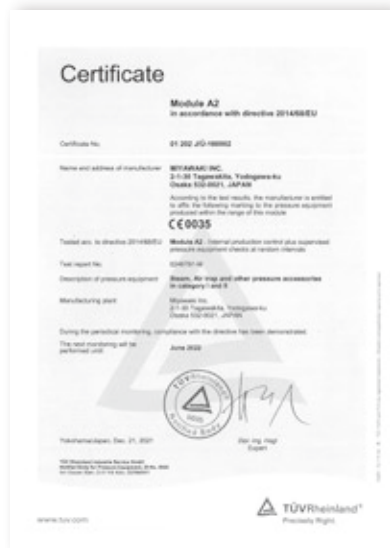 Certificate
Module A2
in accordance with directive 2014/68/EU
Certificate No.
Name and address of manufacturer
MIYAWAKI INC.
2-1-30 Tagawakita, Yodogawa-ku
Osaka 532-0021, JAPAN
According to the test results, the manufacturer is entitled
to affix the following marking to the pressure equipment
produced within the range of this module
CE0035
Tested acc. to directive 2014/68/EU
Module A2 - Internal production control plus supervised
pressure equipment checks at random intervals
Test report No.
Description of pressure equipment
Steam, Air trap and other pressure accessories
in category I and II
Manufacturing plant
Miyawaki Inc.
2-1-30 Tagawakita, Yodogawa-ku
Osaka 532-0021, JAPAN
During the periodical monitoring, compliance with the directive has been demonstrated.
The next monitoring will be
performed until
June 2022
TÜVRheinland
Notified Body
Yokohama/Japan, Dec. 21, 2021
Expert
www.tuv.com
TÜVRheinland®
Precisely Right.